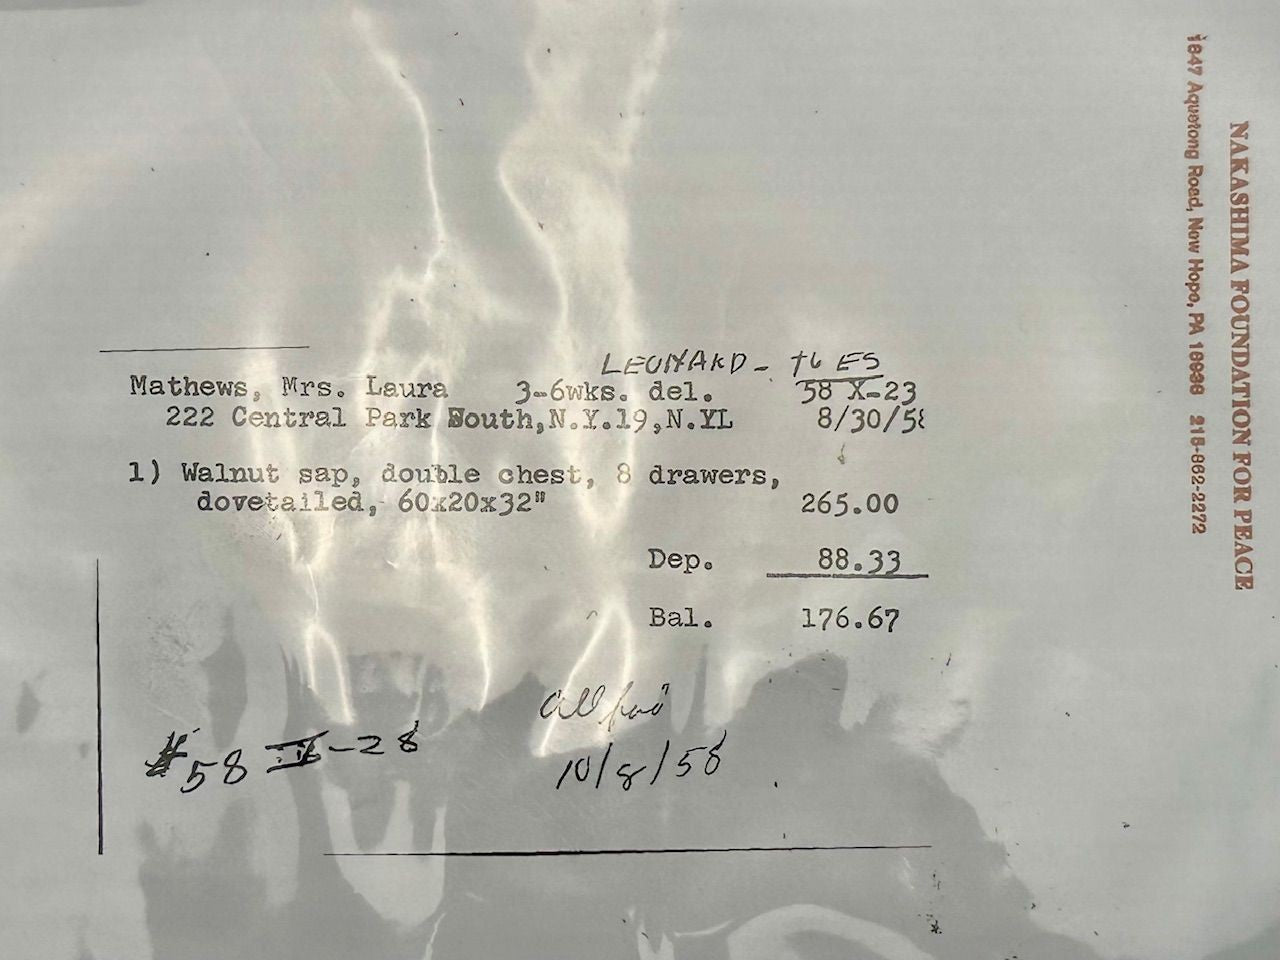 LEONARD - TUES
Mathews, Mrs. Laura 3-6wks. del. 58 X-23
222 Central Park South,N.Y.19,N.YL 8/30/58
1) Walnut sap, double chest, 8 drawers,
dovetailed, 60x20x32" 265.00
Dep. 88.33
Bal. 176.67
All paid
#58 -28
10/8/58
NAKASHIMA FOUNDATION FOR PEACE
1847 Aquetong Road, New Hope, PA 18938 215-862-2272